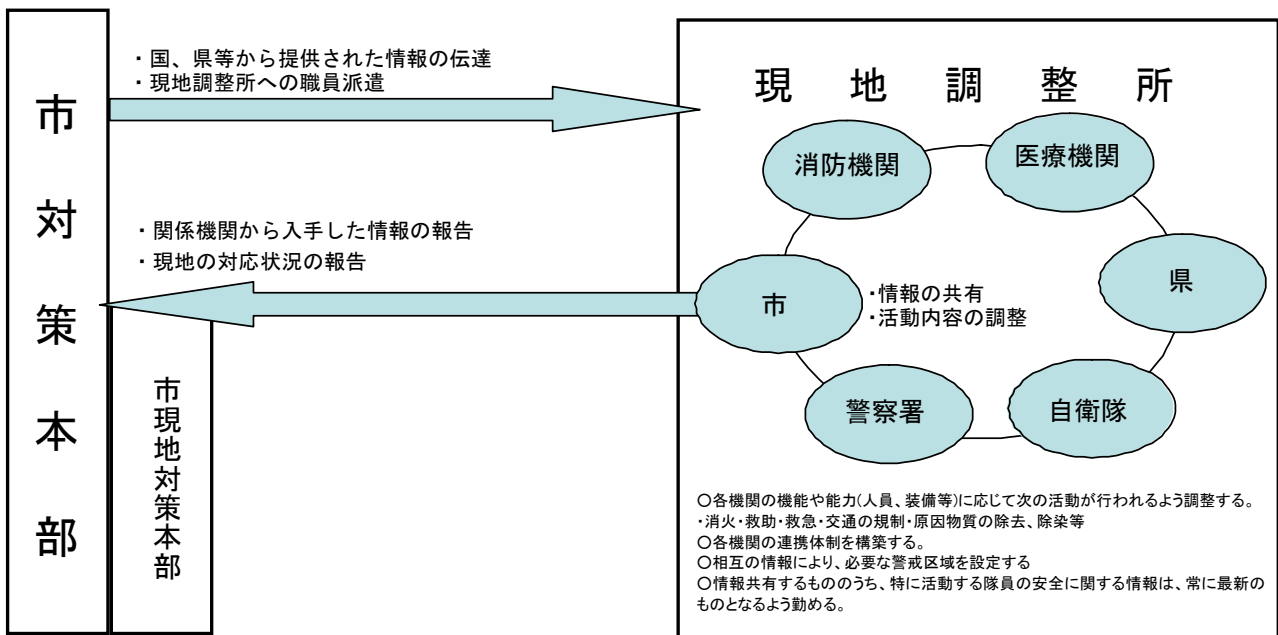 市対策本部
・国、県等から提供された情報の伝達
・現地調整所への職員派遣
・関係機関から入手した情報の報告
・現地の対応状況の報告
市現地対策本部
現地調整所
消防機関
医療機関
市
・情報の共有
・活動内容の調整
県
警察署
自衛隊
〇各機関の機能や能力(人員、装備等)に応じて次の活動が行われるよう調整する。
・消火・救助・救急・交通の規制・原因物質の除去、除染等
〇各機関の連携体制を構築する。
〇相互の情報により、必要な警戒区域を設定する
〇情報共有するもののうち、特に活動する隊員の安全に関する情報は、常に最新の
ものとなるよう勤める。